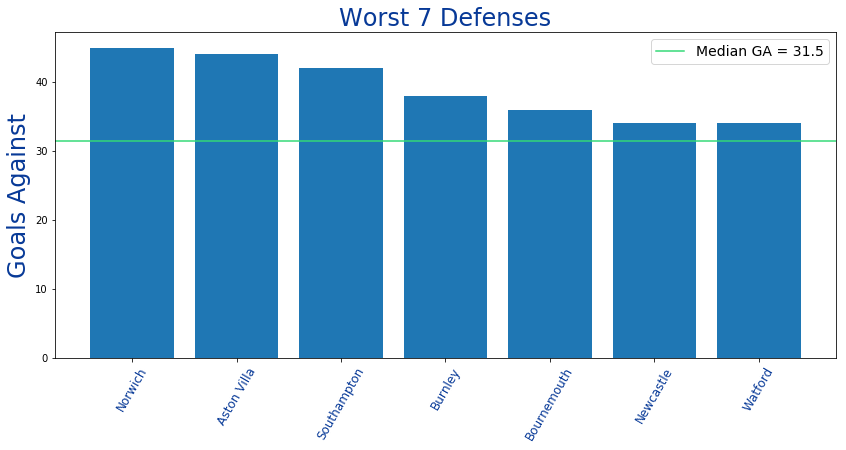 Worst 7 Defenses
Median GA = 31.5
Goals Against
40
30
20
10
0
Norwich
Aston Villa
Southampton
Burnley
Bournemouth
Newcastle
Watford